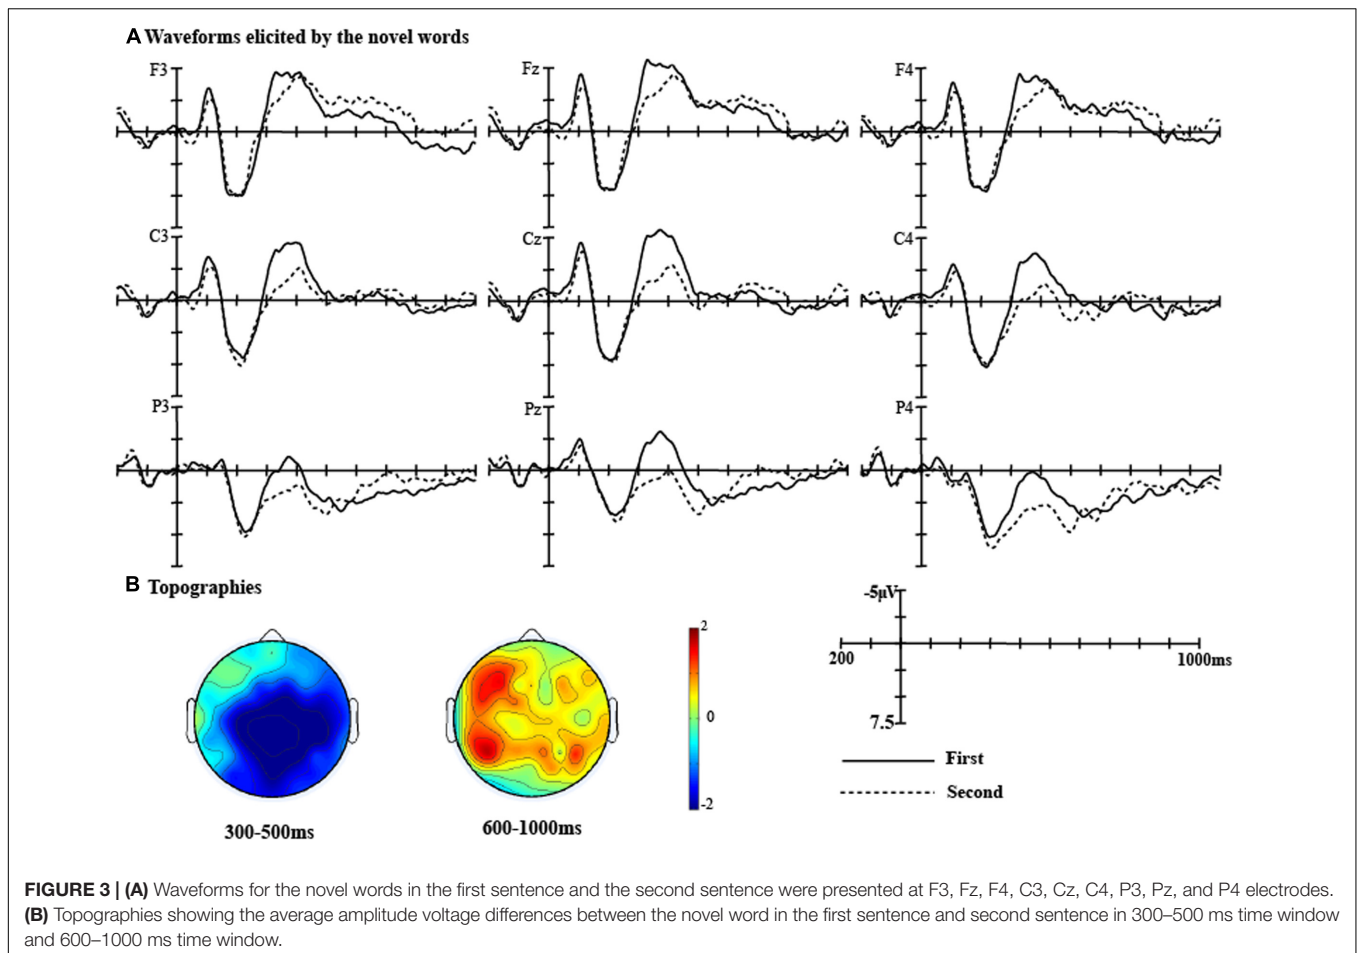 A Waveforms elicited by the novel words
F3 Fz F4
C3 Cz C4
P3 Pz P4
B Topographies
-5μV
200 1000ms
7.5
2
0
-2
First
Second
300-500ms 600-1000ms
FIGURE 3 | (A) Waveforms for the novel words in the first sentence and the second sentence were presented at F3, Fz, F4, C3, Cz, C4, P3, Pz, and P4 electrodes.
(B) Topographies showing the average amplitude voltage differences between the novel word in the first sentence and second sentence in 300–500 ms time window
and 600–1000 ms time window.